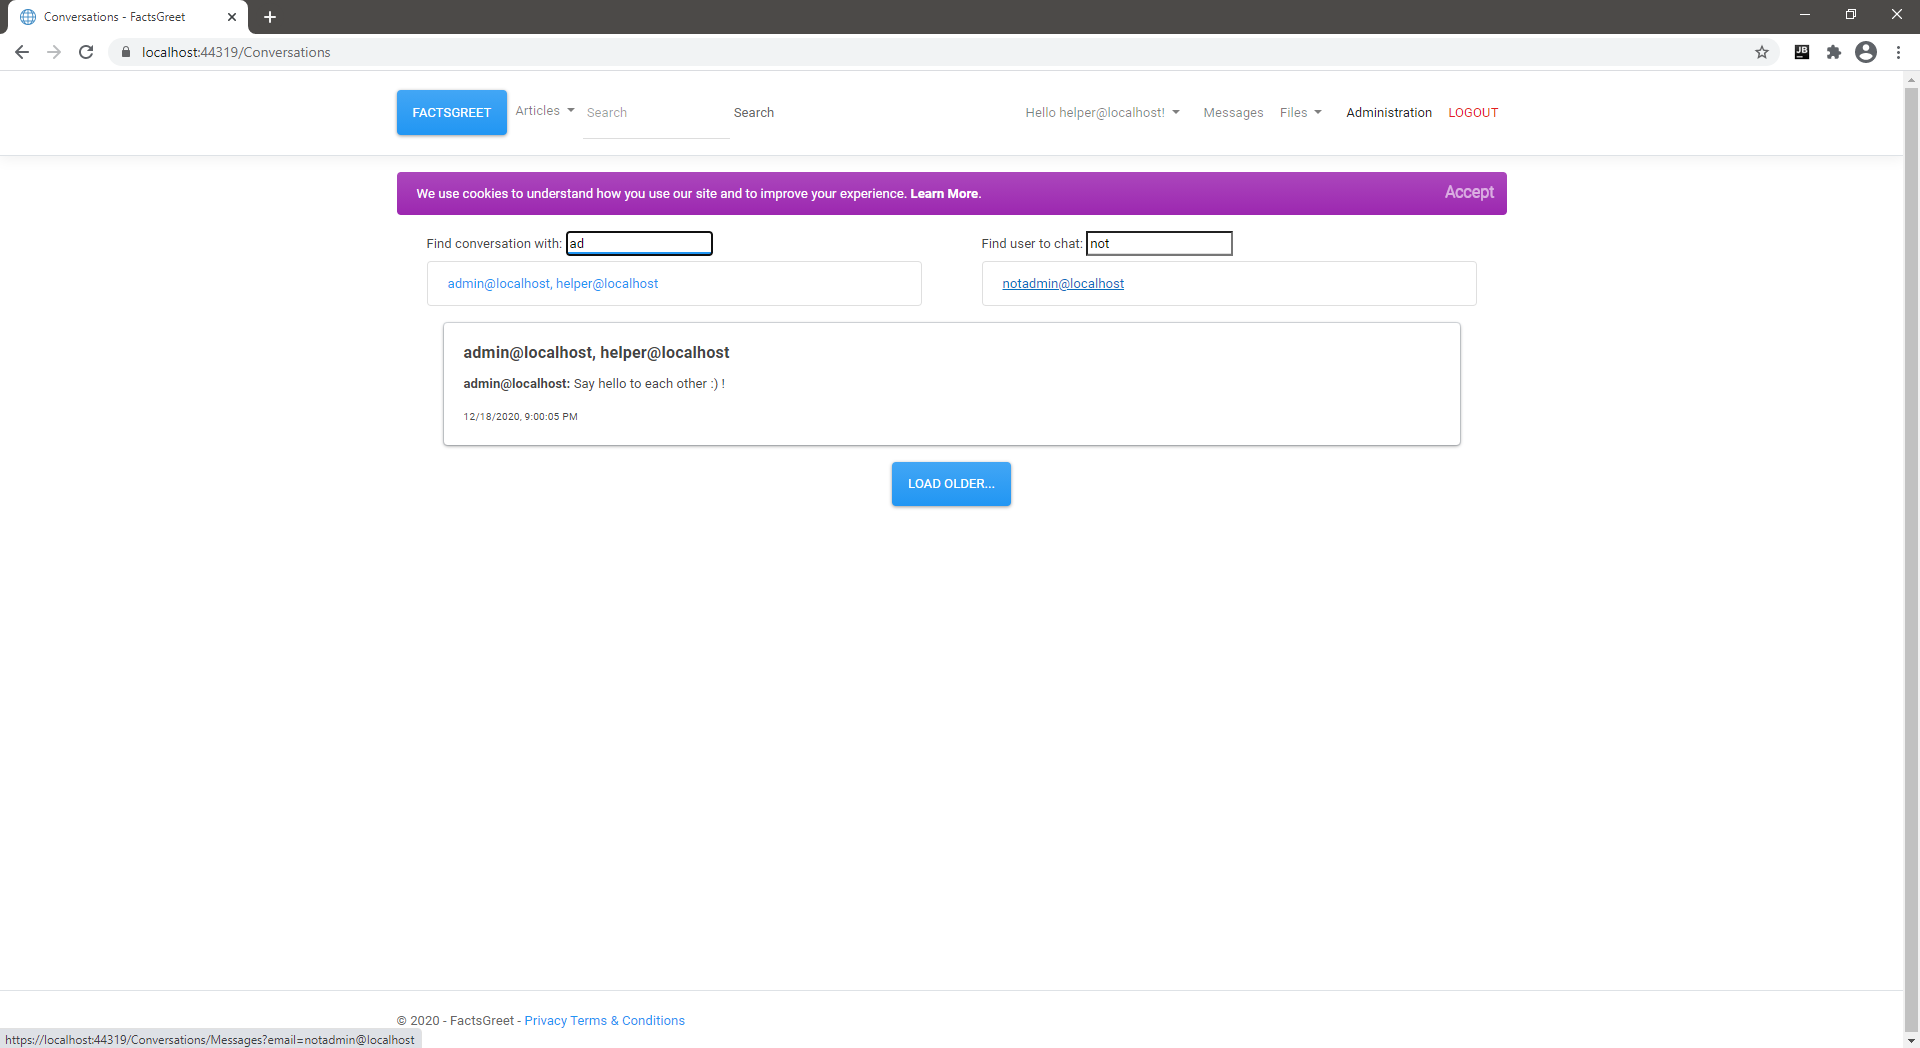 Conversations - FactsGreet
localhost:44319/Conversations
JB
FACTSGREET Articles Search Search Hello helper@localhost! Messages Files Administration LOGOUT
We use cookies to understand how you use our site and to improve your experience. Learn More. Accept
Find conversation with: ad
Find user to chat: not
admin@localhost, helper@localhost
notadmin@localhost
admin@localhost, helper@localhost
admin@localhost: Say hello to each other :) !
12/18/2020, 9:00:05 PM
LOAD OLDER...
© 2020 - FactsGreet - Privacy Terms & Conditions
https://localhost:44319/Conversations/Messages?email=notadmin@localhost